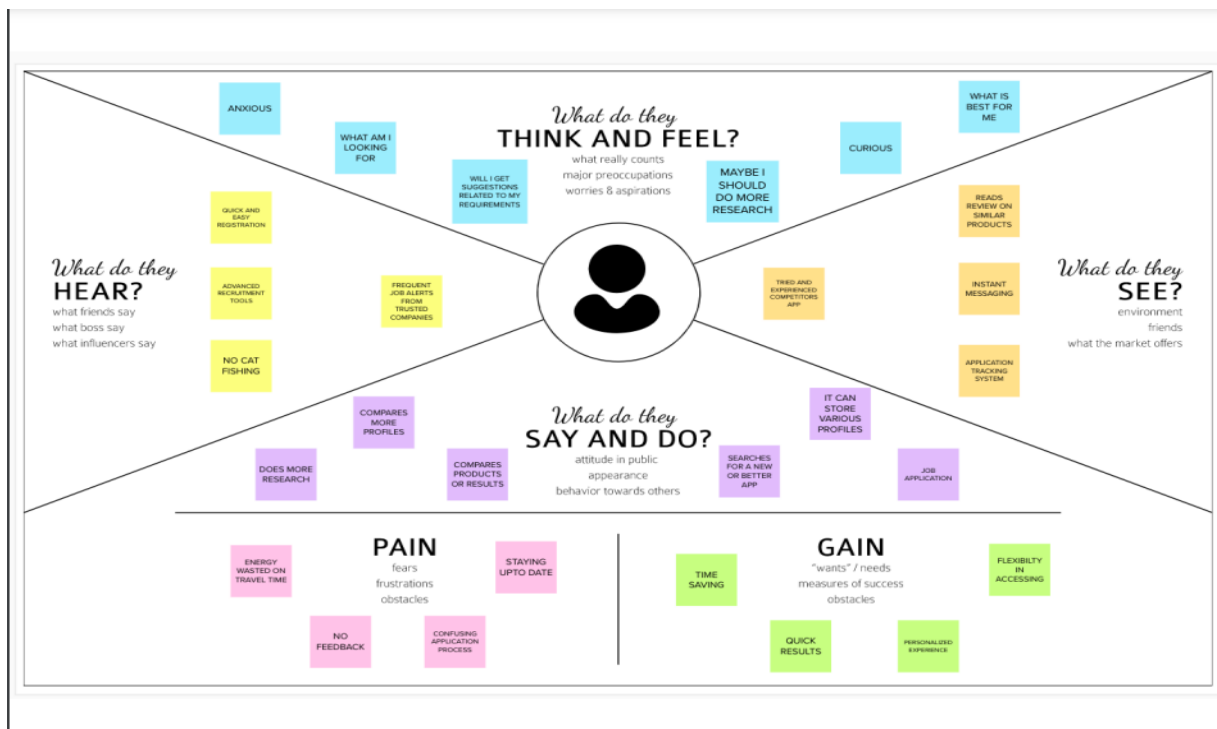 ANXIOUS
WHAT AM I
LOOKING
FOR
WILL I GET
SUGGESTIONS
RELATED TO MY
REQUIREMENTS
What do they
THINK AND FEEL?
what really counts
major preoccupations
worries & aspirations
MAYBE I
SHOULD
DO MORE
RESEARCH
CURIOUS
WHAT IS
BEST FOR
ME
What do they
HEAR?
what friends say
what boss say
what influencers say
QUICK AND
EASY
REGISTRATION
ADVANCED
RECRUITMENT
TOOLS
NO CAT
FISHING
FREQUENT
JOB ALERTS
FROM
TRUSTED
COMPANIES
TRIED AND
EXPERIENCED
COMPETITORS
APP
READS
REVIEW ON
SIMILAR
PRODUCTS
INSTANT
MESSAGING
APPLICATION
TRACKING
SYSTEM
What do they
SEE?
environment
friends
what the market offers
DOES MORE
RESEARCH
COMPARES
MORE
PROFILES
COMPARES
PRODUCTS
OR RESULTS
What do they
SAY AND DO?
attitude in public
appearance
behavior towards others
SEARCHES
FOR A NEW
OR BETTER
APP
IT CAN
STORE
VARIOUS
PROFILES
JOB
APPLICATION
PAIN
fears
frustrations
obstacles
ENERGY
WASTED ON
TRAVEL TIME
NO
FEEDBACK
CONFUSING
APPLICATION
PROCESS
STAYING
UPTO DATE
GAIN
"wants" / needs
measures of success
obstacles
TIME
SAVING
QUICK
RESULTS
PERSONALIZED
EXPERIENCE
FLEXIBILTY
IN
ACCESSING